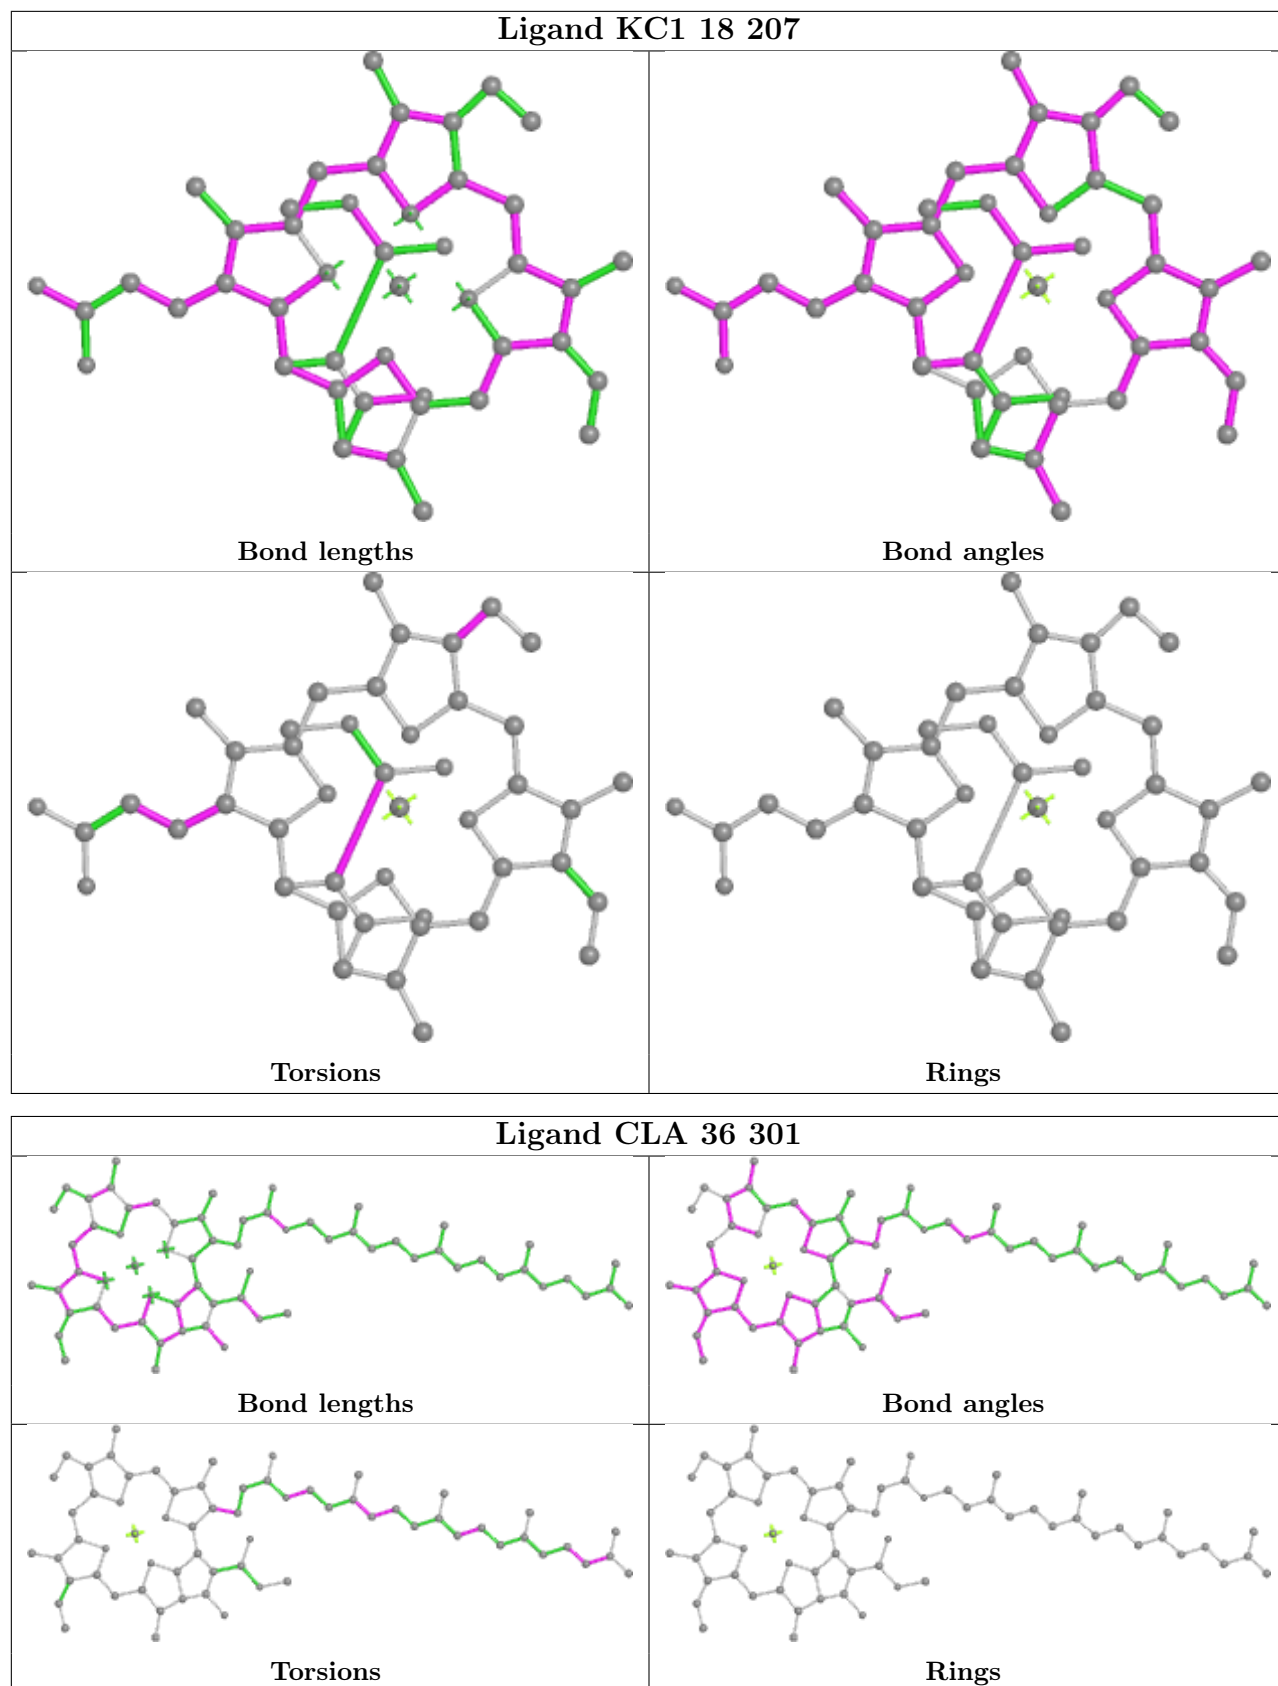 Ligand KC1 18 207
Bond lengths
Bond angles
Torsions
Rings
Ligand CLA 36 301
Bond lengths
Bond angles
Torsions
Rings